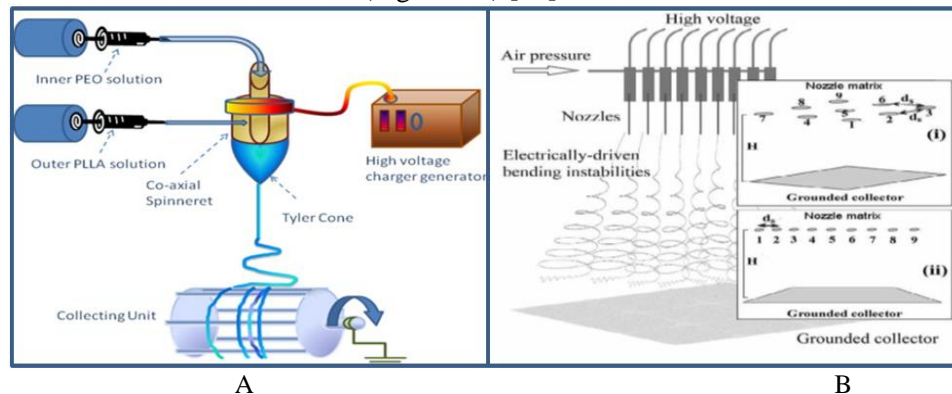 Inner PEO solution
Outer PLLA solution
Co-axial
Spinneret
High voltage
charger generator
Tyler Cone
Collecting Unit
A
High voltage
Air pressure
Nozzles
Electrically-driven
bending instabilities
Nozzle matrix
9
8
6
3
7
4
5
1
2
H
(i)
Grounded collector
Nozzle matrix
1 2 3 4 5 6 7 8 9
H
(ii)
Grounded collector
Grounded collector
B